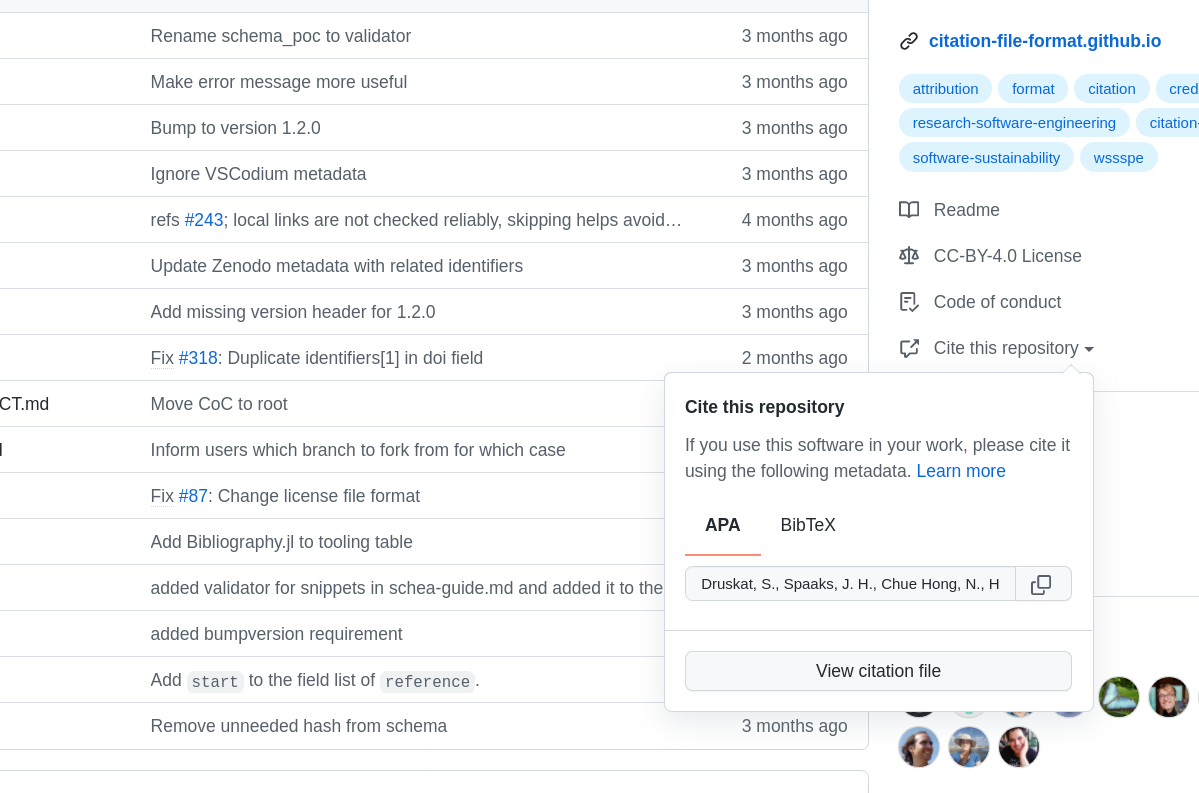 Rename schema_poc to validator 3 months ago
Make error message more useful 3 months ago
Bump to version 1.2.0 3 months ago
Ignore VSCodium metadata 3 months ago
refs #243; local links are not checked reliably, skipping helps avoid… 4 months ago
Update Zenodo metadata with related identifiers 3 months ago
Add missing version header for 1.2.0 3 months ago
Fix #318: Duplicate identifiers[1] in doi field 2 months ago
CT.md Move CoC to root
Inform users which branch to fork from for which case
Fix #87: Change license file format
Add Bibliography.jl to tooling table
added validator for snippets in schea-guide.md and added it to the
added bumpversion requirement
Add start to the field list of reference.
Remove unneeded hash from schema 3 months ago
citation-file-format.github.io
attribution format citation cred
research-software-engineering citation-
software-sustainability wssspe
Readme
CC-BY-4.0 License
Code of conduct
Cite this repository
Cite this repository
If you use this software in your work, please cite it
using the following metadata. Learn more
APA BibTeX
Druskat, S., Spaaks, J. H., Chue Hong, N., H
View citation file